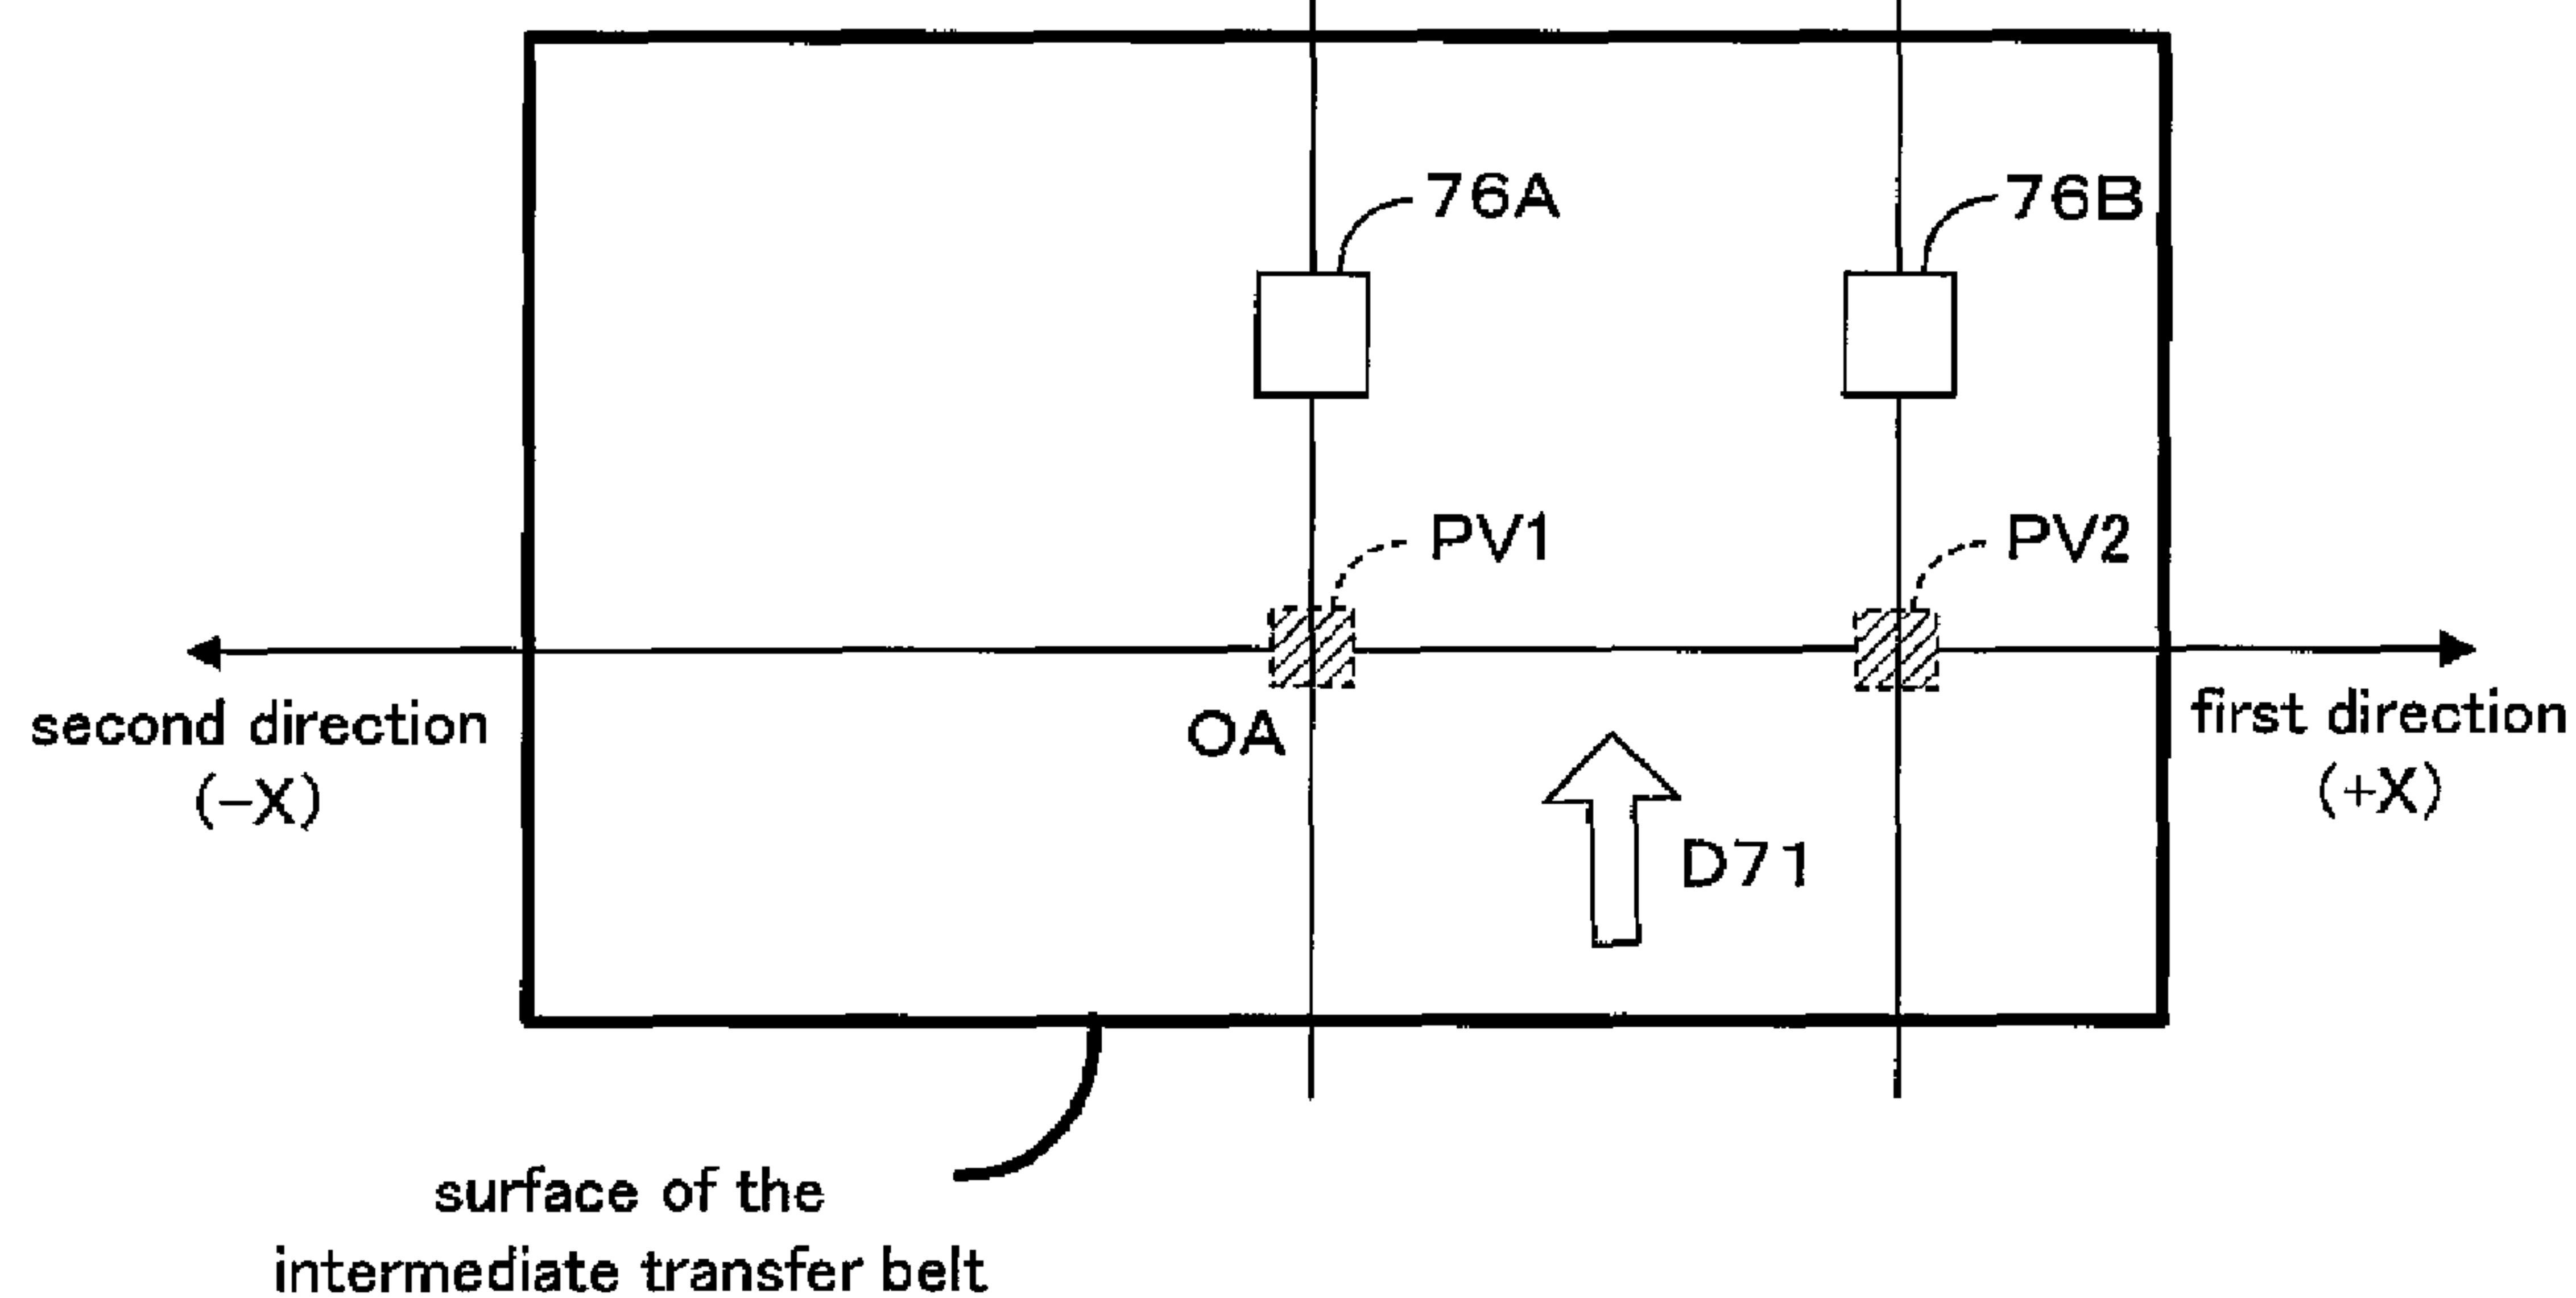 76A
76B
PV1
PV2
second direction
(−X)
OA
first direction
(+X)
D71
surface of the
intermediate transfer belt